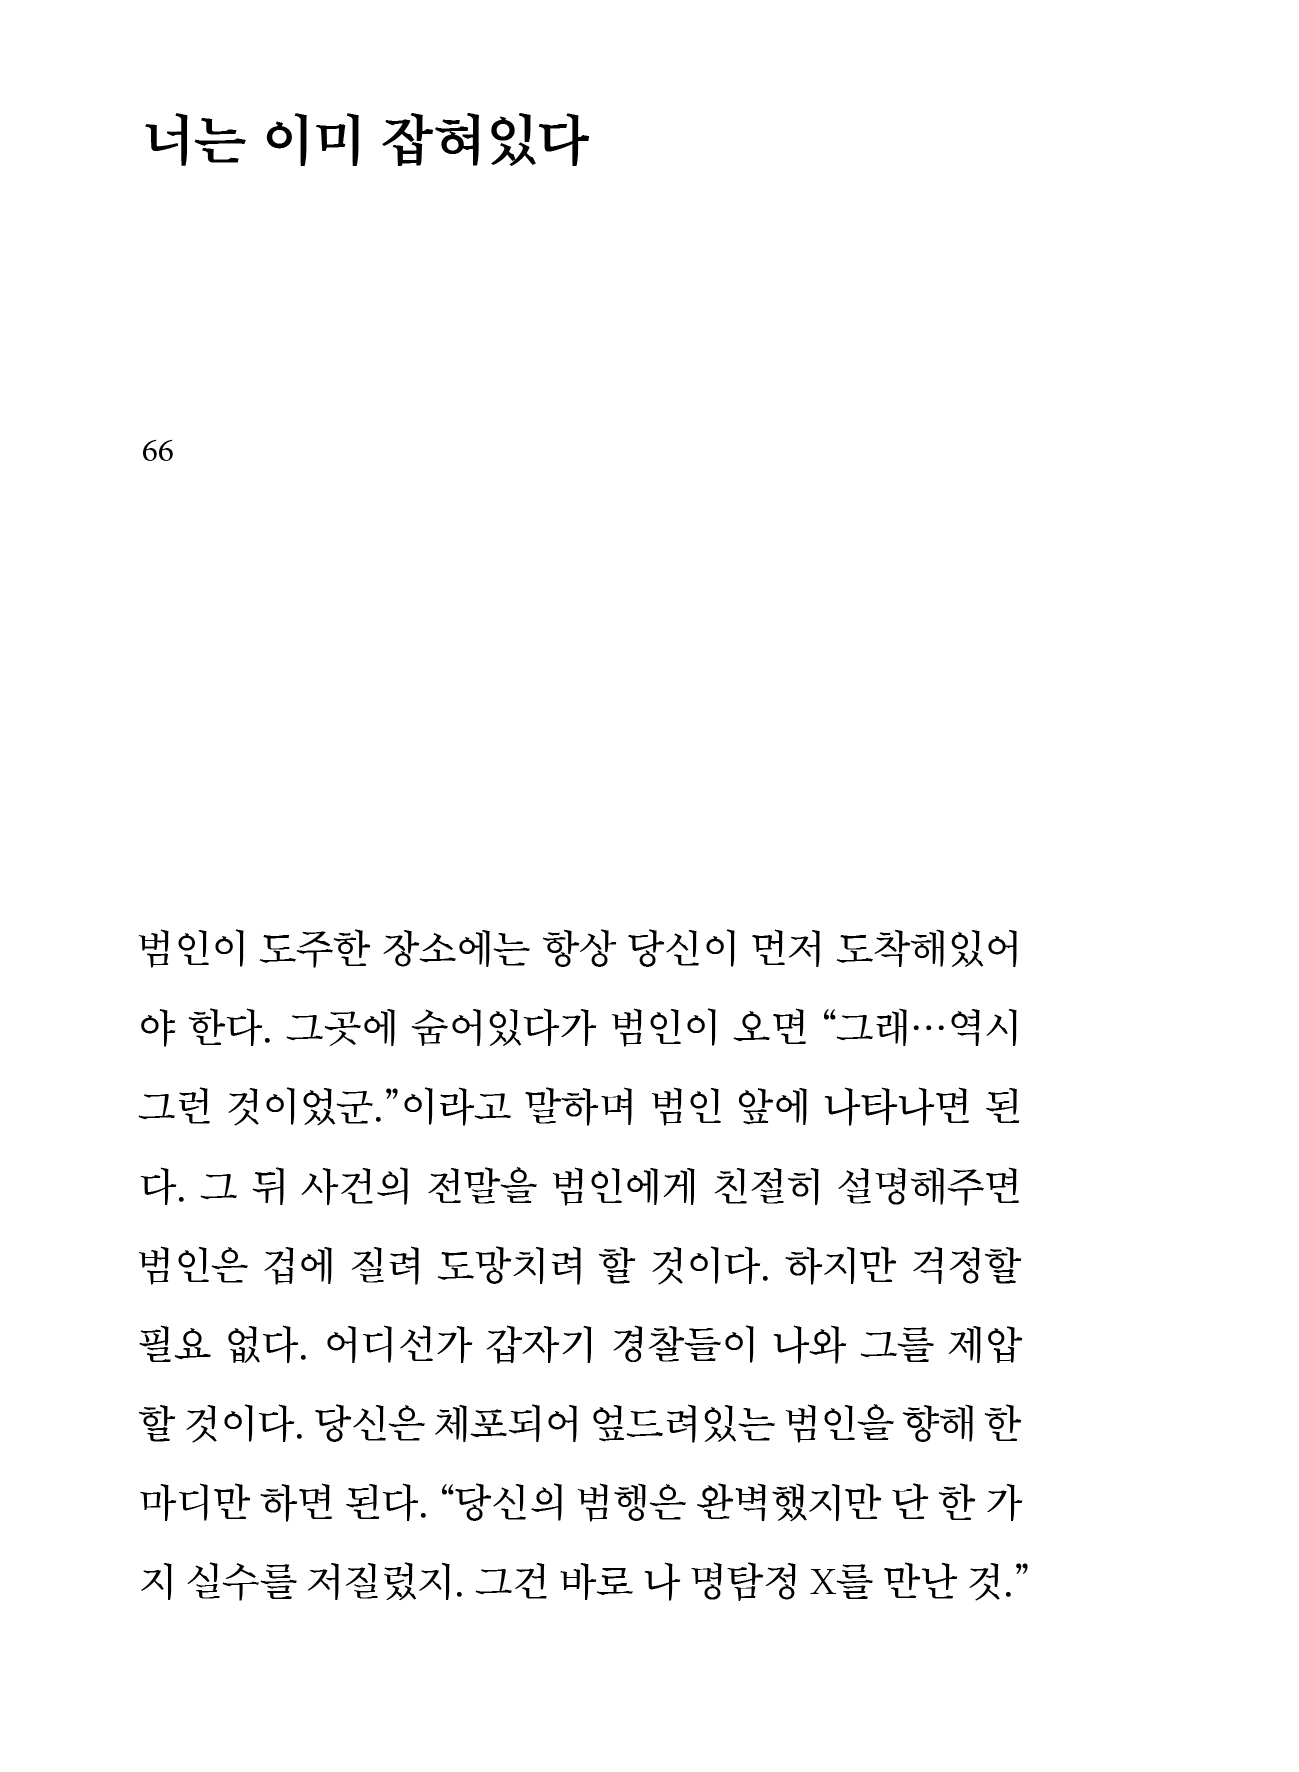 너는 이미 잡혀있다
66
범인이 도주한 장소에는 항상 당신이 먼저 도착해있어
야 한다. 그곳에 숨어있다가 범인이 오면 “그래…역시
그런 것이었군.”이라고 말하며 범인 앞에 나타나면 된
다. 그 뒤 사건의 전말을 범인에게 친절히 설명해주면
범인은 겁에 질려 도망치려 할 것이다. 하지만 걱정할
필요 없다. 어디선가 갑자기 경찰들이 나와 그를 제압
할 것이다. 당신은 체포되어 엎드려있는 범인을 향해 한
마디만 하면 된다. “당신의 범행은 완벽했지만 단 한 가
지 실수를 저질렀지. 그건 바로 나 명탐정 X를 만난 것.”